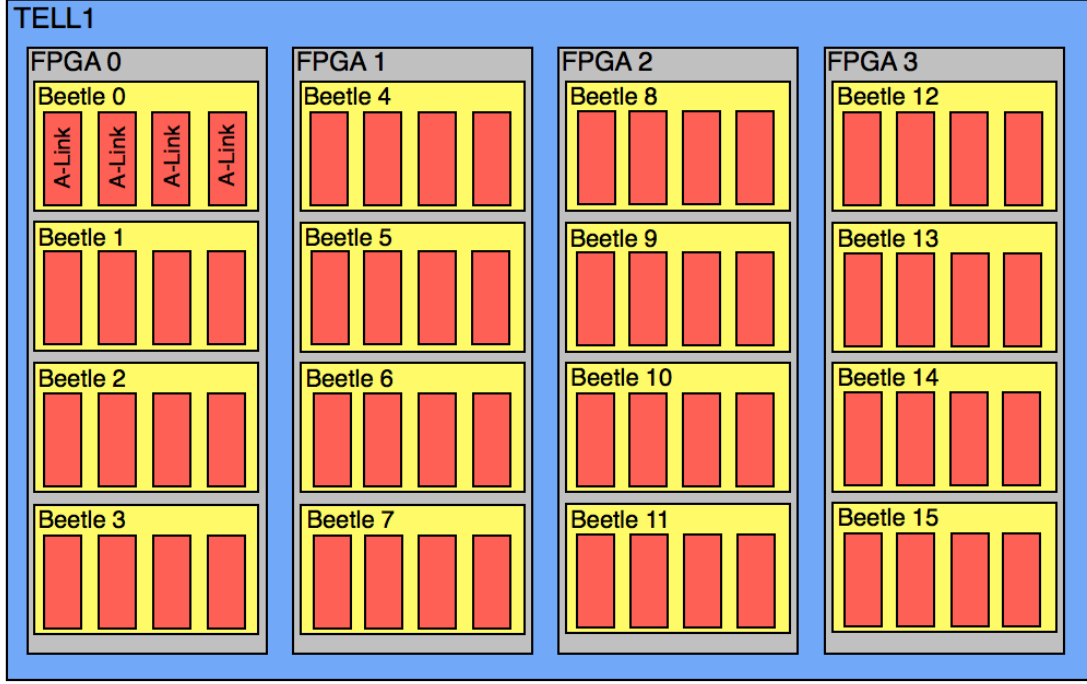 TELL1
FPGA 0
Beetle 0
A-Link
A-Link
A-Link
A-Link
Beetle 1
Beetle 2
Beetle 3
FPGA 1
Beetle 4
Beetle 5
Beetle 6
Beetle 7
FPGA 2
Beetle 8
Beetle 9
Beetle 10
Beetle 11
FPGA 3
Beetle 12
Beetle 13
Beetle 14
Beetle 15